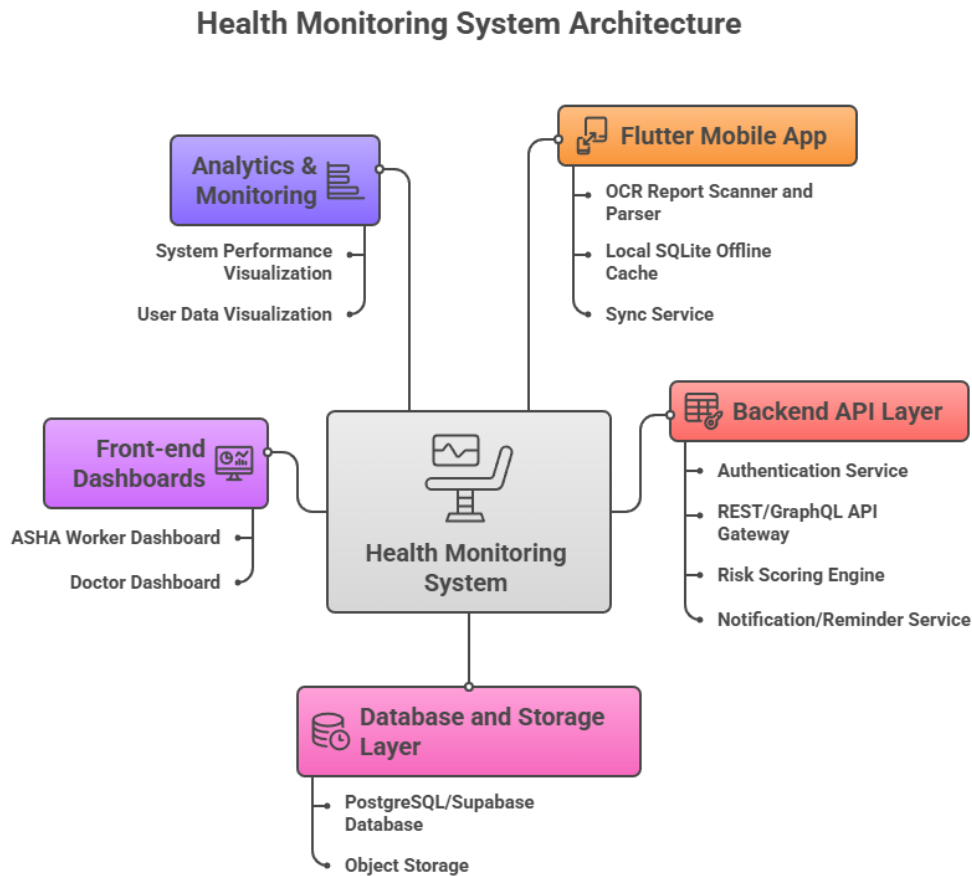 Health Monitoring System Architecture
Analytics &
Monitoring
System Performance
Visualization
User Data Visualization
Flutter Mobile App
OCR Report Scanner and
Parser
Local SQLite Offline
Cache
Sync Service
Front-end
Dashboards
ASHA Worker Dashboard
Doctor Dashboard
Health Monitoring
System
Backend API Layer
Authentication Service
REST/GraphQL API
Gateway
Risk Scoring Engine
Notification/Reminder Service
Database and Storage
Layer
PostgreSQL/Supabase
Database
Object Storage